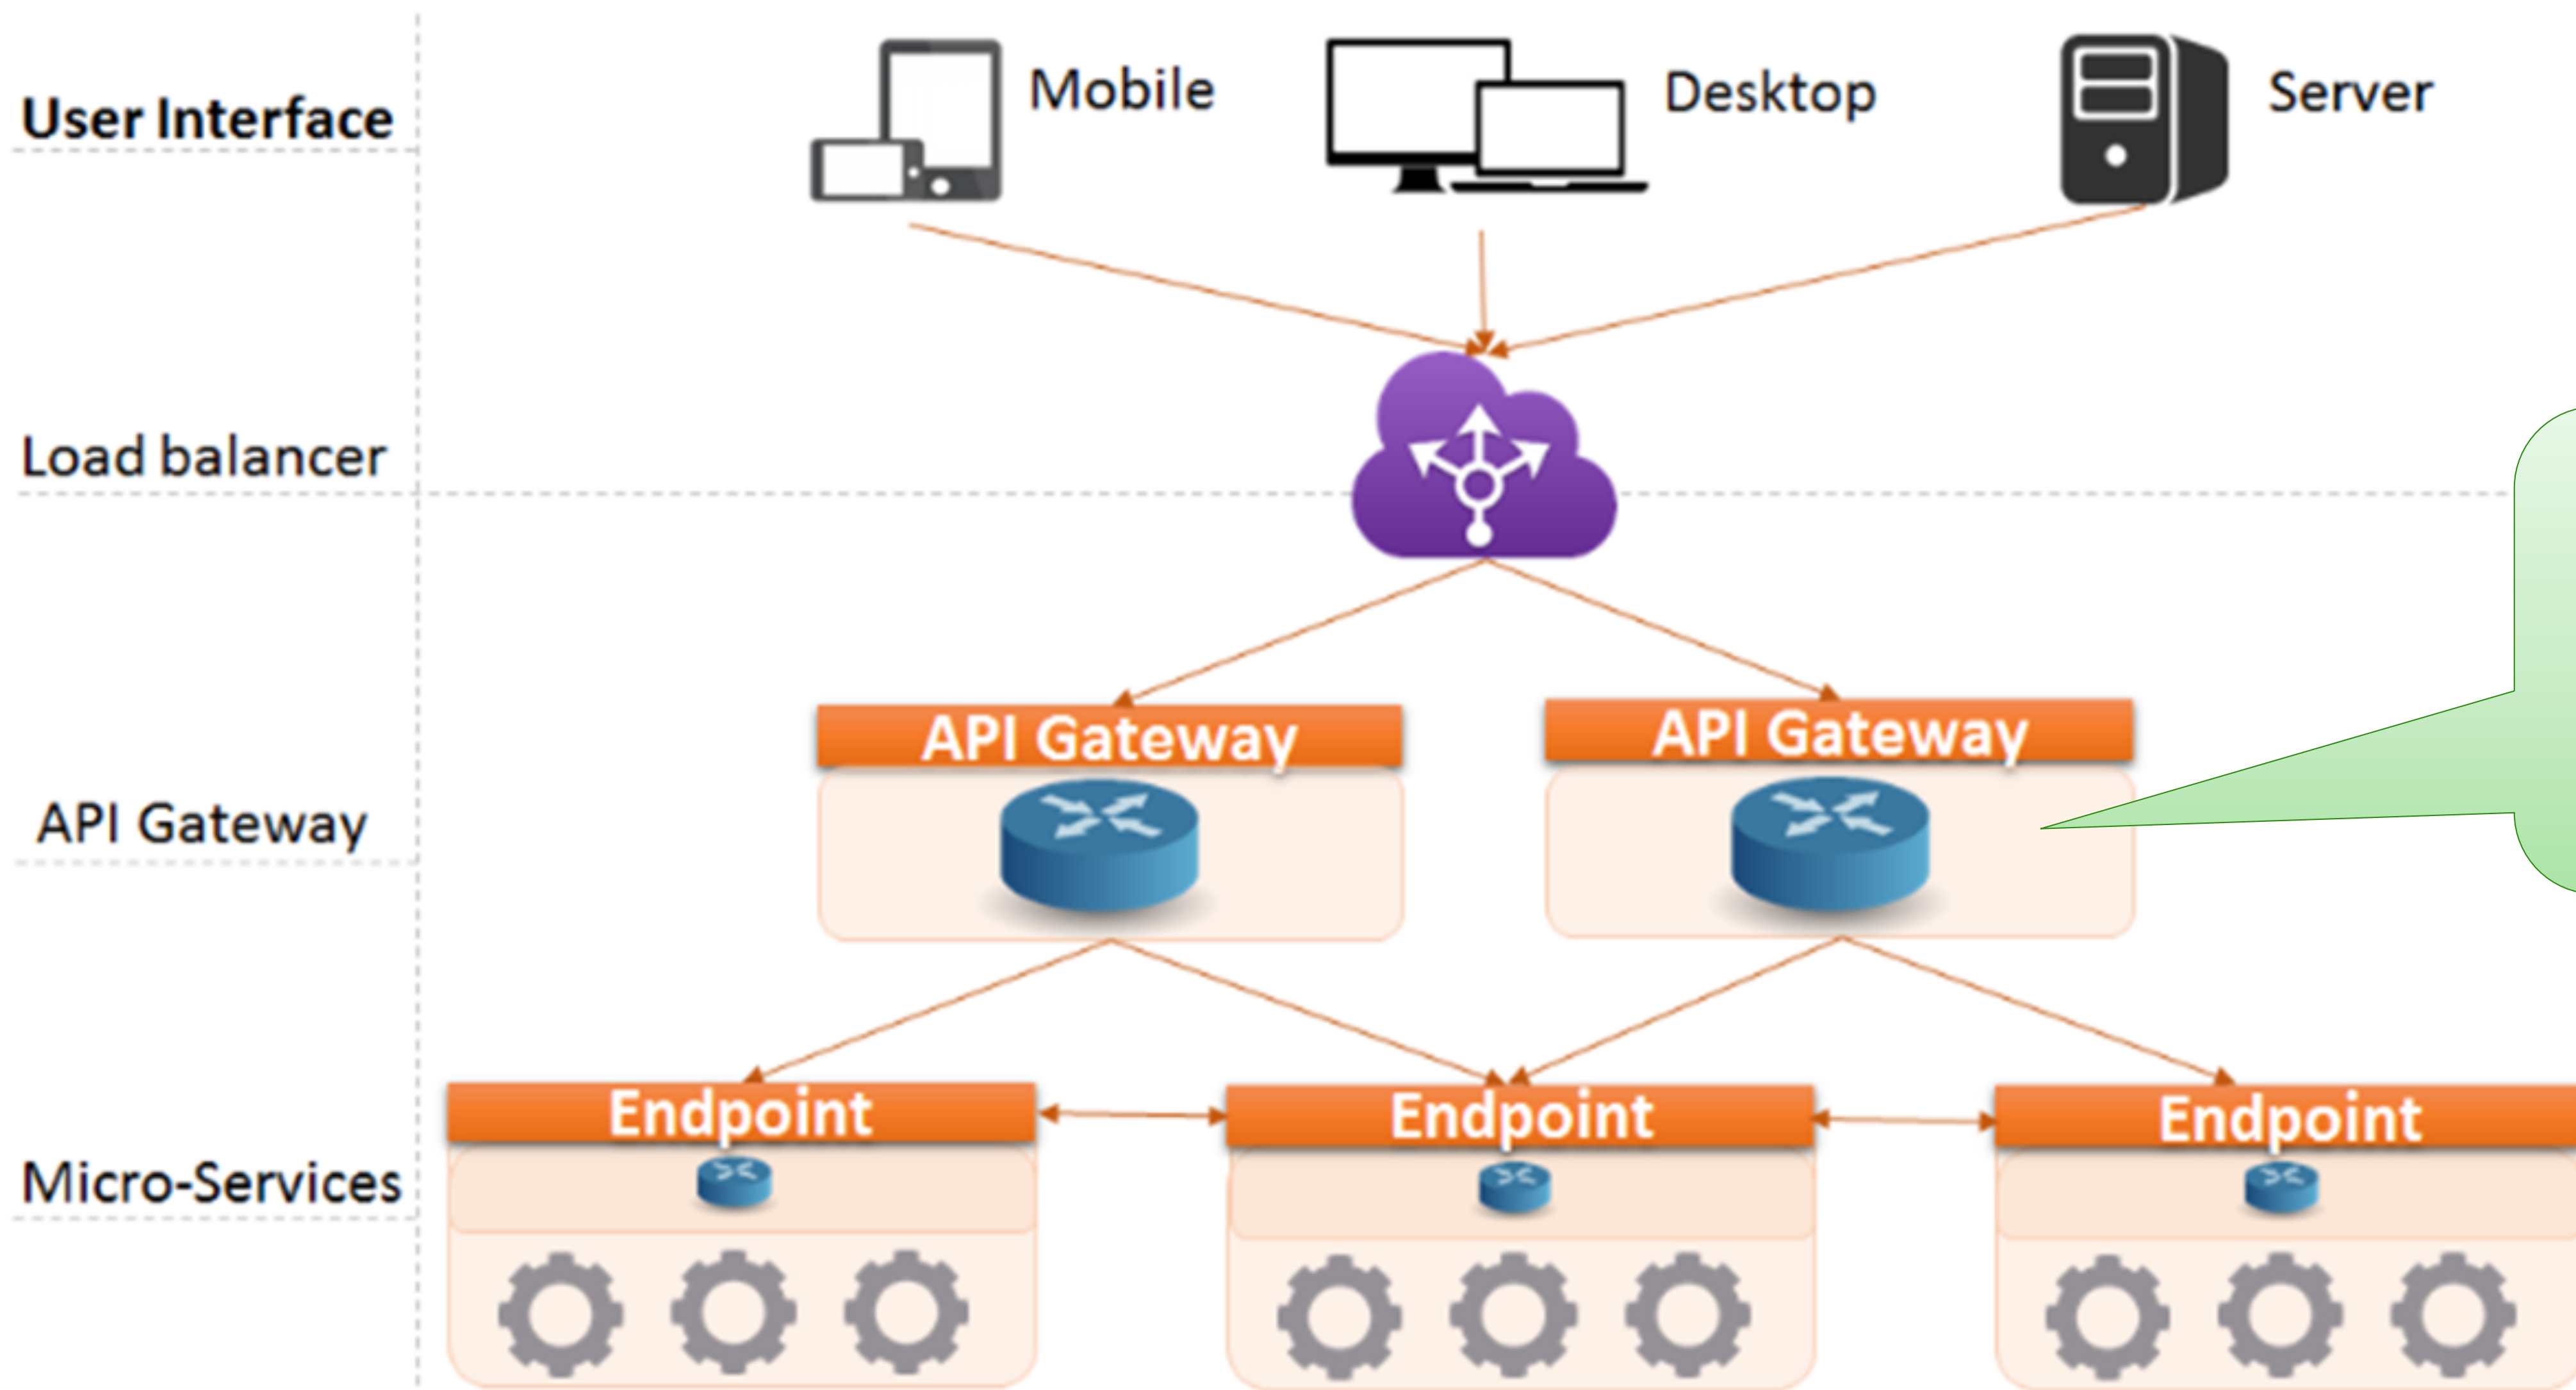 User Interface
Mobile
Desktop
Server
Load balancer
API Gateway
API Gateway
API Gateway
Endpoint
Endpoint
Endpoint
Micro-Services